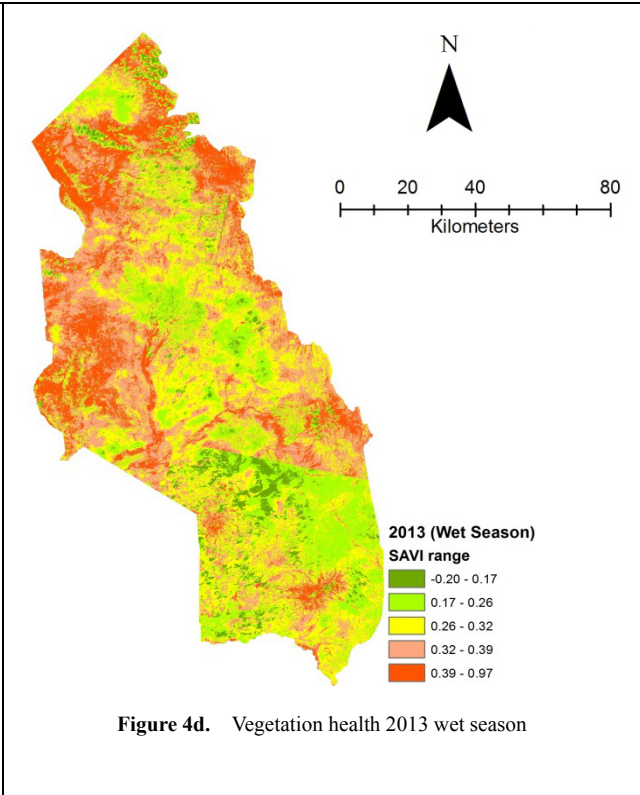 N
0 20 40 80
Kilometers
2013 (Wet Season)
SAVI range
-0.20 - 0.17
0.17 - 0.26
0.26 - 0.32
0.32 - 0.39
0.39 - 0.97
Figure 4d. Vegetation health 2013 wet season